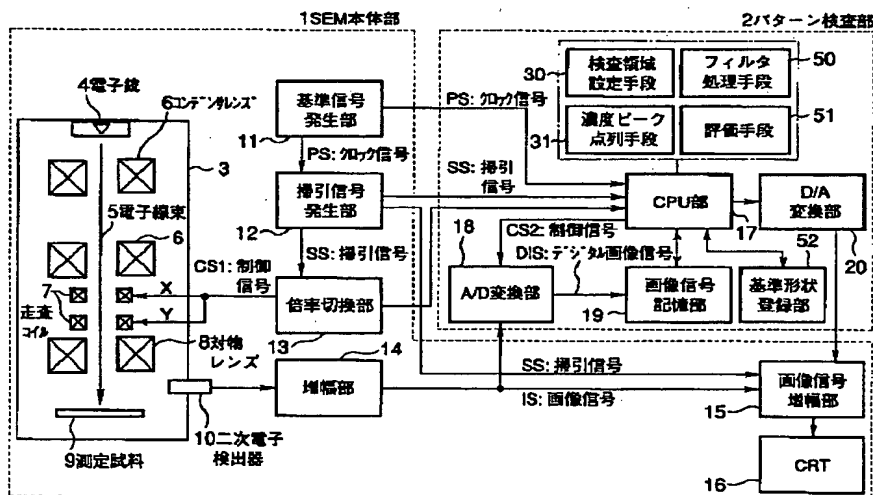 1SEM本体部
2パターン検査部
4電子銃
6コンデンサレンズ
3
5電子線束
6
7
走査
コイル
8対物
レンズ
9測定試料
10二次電子
検出器
X
Y
CS1: 制御
信号
基準信号
発生部
11
PS: クロック信号
PS: クロック信号
掃引信号
発生部
12
SS: 掃引信号
SS: 掃引
信号
倍率切換部
13
14
増幅部
30
検査領域
設定手段
フィルタ
処理手段
50
31
濃度ピーク
点列手段
評価手段
51
CPU部
17
D/A
変換部
20
CS2: 制御信号
DIS: デジタル画像信号
18
A/D変換部
画像信号
記憶部
19
52
基準形状
登録部
SS: 掃引信号
IS: 画像信号
画像信号
増幅部
15
CRT
16